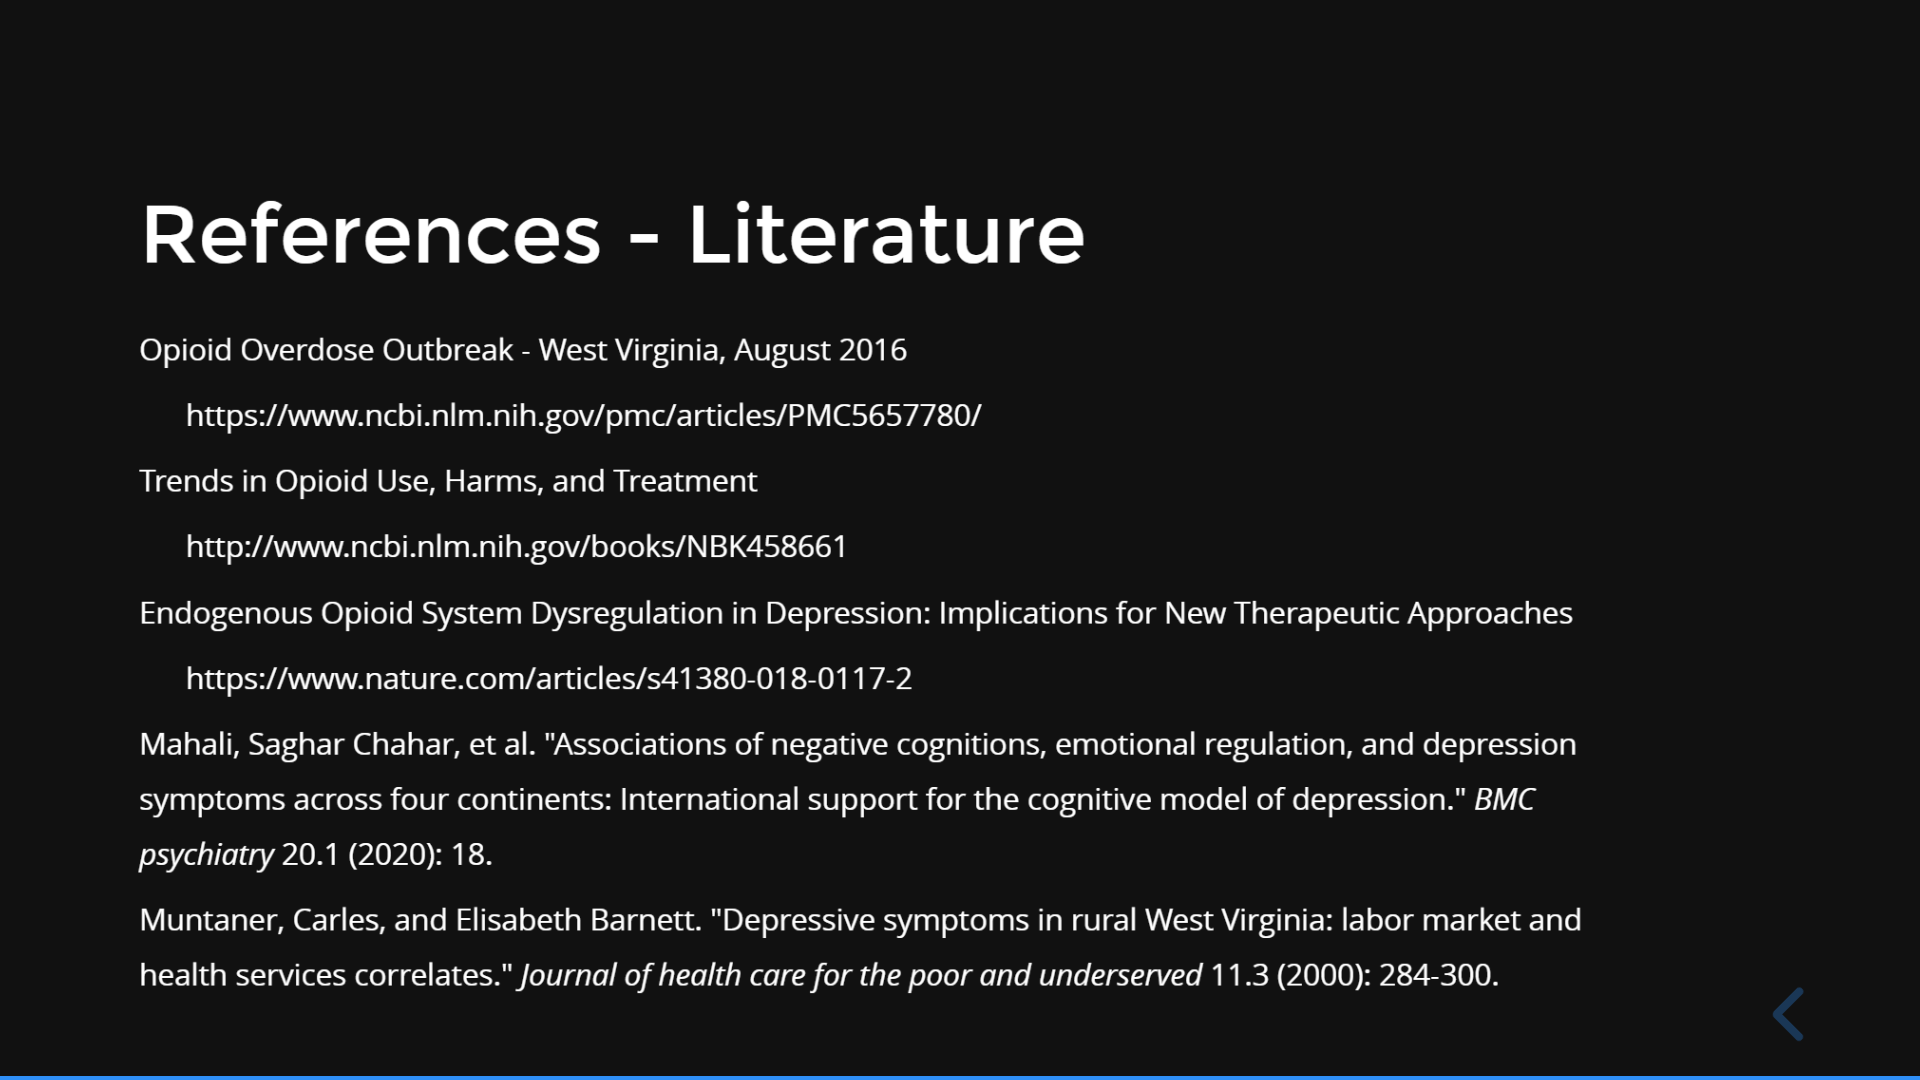 References - Literature
Opioid Overdose Outbreak - West Virginia, August 2016
https://www.ncbi.nlm.nih.gov/pmc/articles/PMC5657780/
Trends in Opioid Use, Harms, and Treatment
http://www.ncbi.nlm.nih.gov/books/NBK458661
Endogenous Opioid System Dysregulation in Depression: Implications for New Therapeutic Approaches
https://www.nature.com/articles/s41380-018-0117-2
Mahali, Saghar Chahar, et al. "Associations of negative cognitions, emotional regulation, and depression
symptoms across four continents: International support for the cognitive model of depression." BMC
psychiatry 20.1 (2020): 18.
Muntaner, Carles, and Elisabeth Barnett. "Depressive symptoms in rural West Virginia: labor market and
health services correlates." Journal of health care for the poor and underserved 11.3 (2000): 284-300.